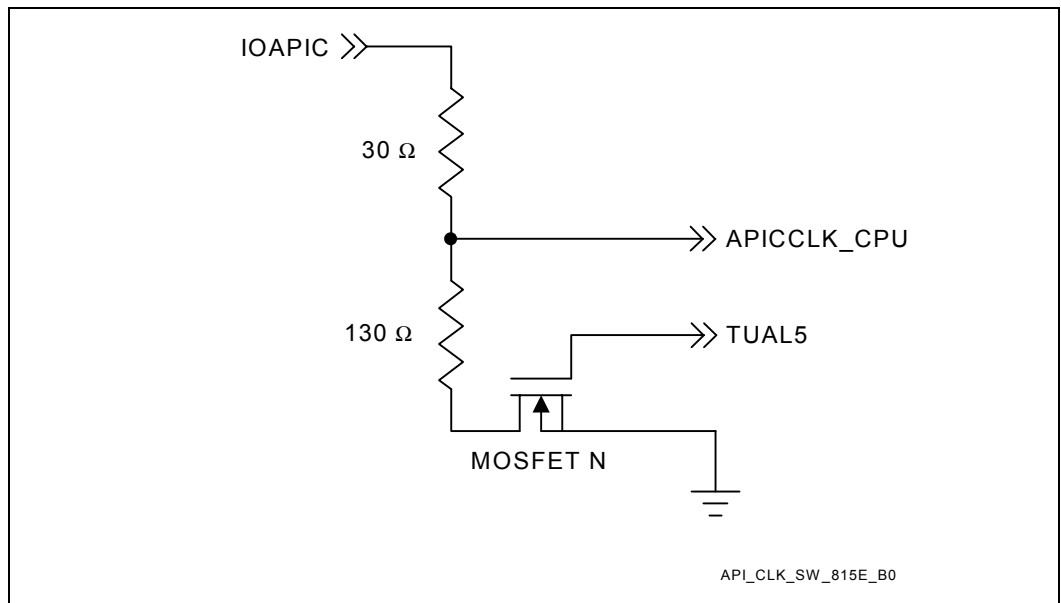 IOAPIC
30 Ω
APICCLK_CPU
130 Ω
TUAL5
MOSFET N
API_CLK_SW_815E_B0